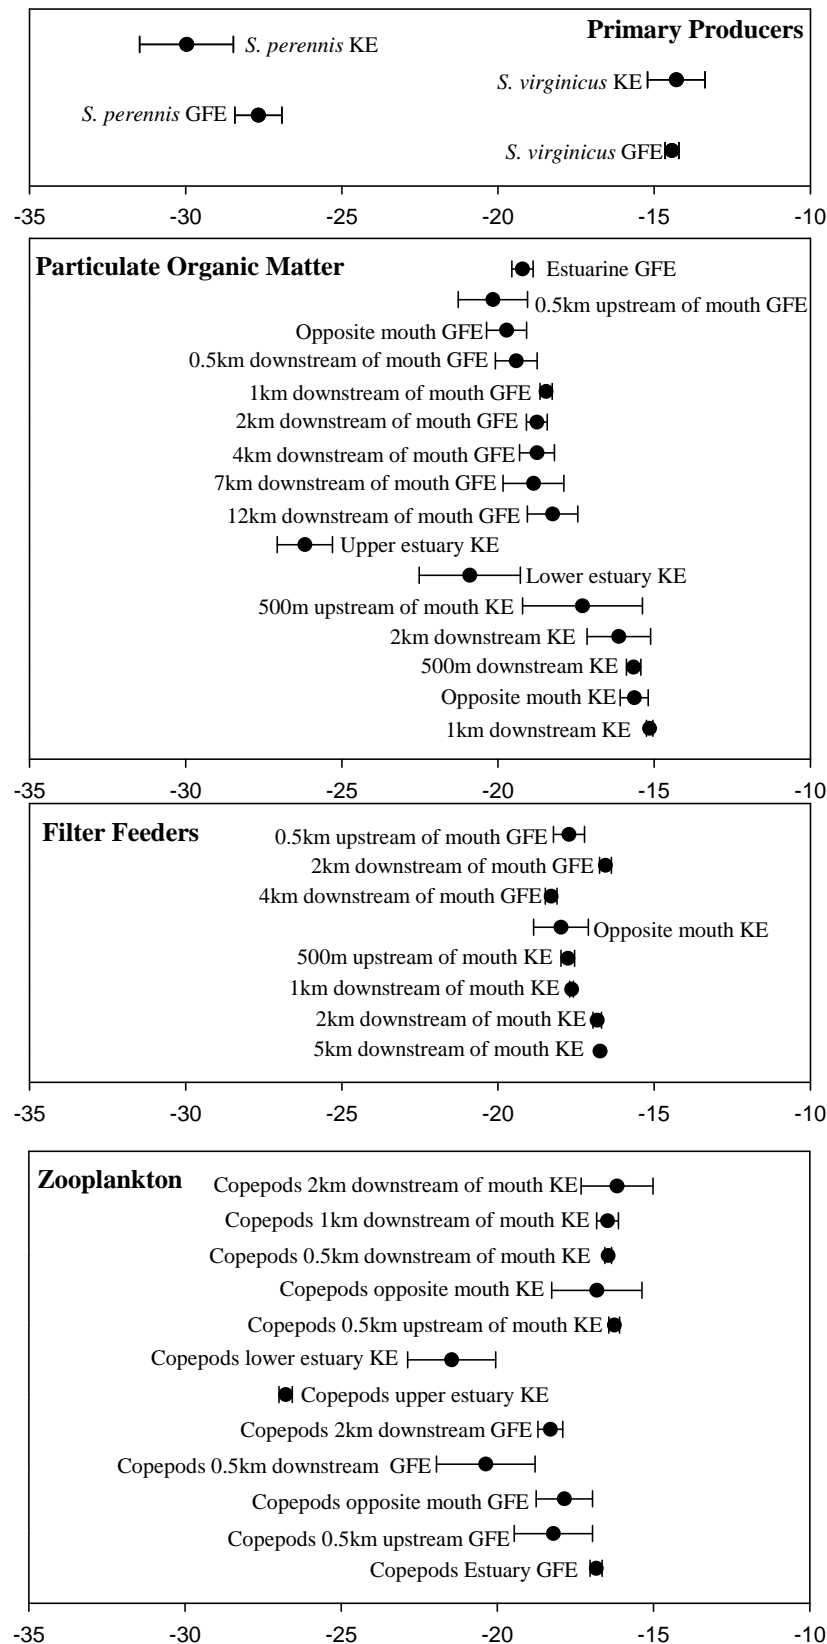 Primary Producers
S. perennis KE
S. virginicus KE
S. perennis GFE
S. virginicus GFE
-35 -30 -25 -20 -15 -10
Particulate Organic Matter
Estuarine GFE
0.5km upstream of mouth GFE
Opposite mouth GFE
0.5km downstream of mouth GFE
1km downstream of mouth GFE
2km downstream of mouth GFE
4km downstream of mouth GFE
7km downstream of mouth GFE
12km downstream of mouth GFE
Upper estuary KE
Lower estuary KE
500m upstream of mouth KE
2km downstream KE
500m downstream KE
Opposite mouth KE
1km downstream KE
-35 -30 -25 -20 -15 -10
Filter Feeders
0.5km upstream of mouth GFE
2km downstream of mouth GFE
4km downstream of mouth GFE
Opposite mouth KE
500m upstream of mouth KE
1km downstream of mouth KE
2km downstream of mouth KE
5km downstream of mouth KE
-35 -30 -25 -20 -15 -10
Zooplankton
Copepods 2km downstream of mouth KE
Copepods 1km downstream of mouth KE
Copepods 0.5km downstream of mouth KE
Copepods opposite mouth KE
Copepods 0.5km upstream of mouth KE
Copepods lower estuary KE
Copepods upper estuary KE
Copepods 2km downstream GFE
Copepods 0.5km downstream GFE
Copepods opposite mouth GFE
Copepods 0.5km upstream GFE
Copepods Estuary GFE
-35 -30 -25 -20 -15 -10